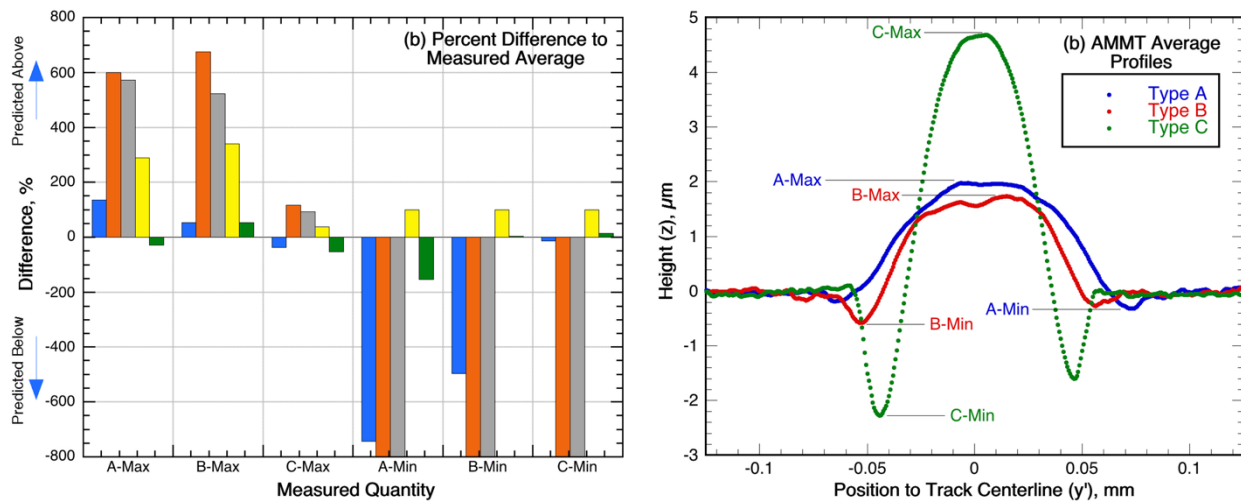 (b) Percent Difference to
Measured Average
Predicted Above
Predicted Below
Difference, %
800
600
400
200
0
-200
-400
-600
-800
A-Max B-Max C-Max A-Min B-Min C-Min
Measured Quantity
(b) AMMT Average
Profiles
Type A
Type B
Type C
C-Max
A-Max
B-Max
A-Min
B-Min
C-Min
Height (z), μm
5
4
3
2
1
0
-1
-2
-3
-0.1 -0.05 0 0.05 0.1
Position to Track Centerline (y'), mm